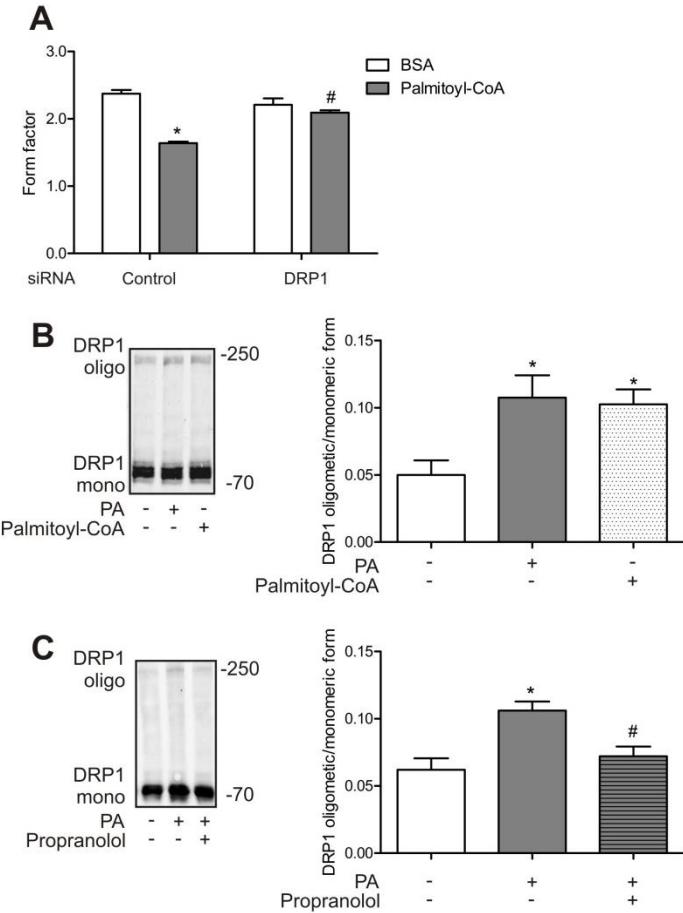 A
3.0
2.0
1.0
0.0
Form factor
BSA
Palmitoyl-CoA
*
#
siRNA Control DRP1
B
DRP1
oligo
-250
DRP1
mono
-70
PA - + -
Palmitoyl-CoA - - +
DRP1 oligometic/monomeric form
0.15
0.10
0.05
0.00
* *
PA - + -
Palmitoyl-CoA - - +
C
DRP1
oligo
-250
DRP1
mono
-70
PA - + +
Propranolol - - +
DRP1 oligometic/monomeric form
0.15
0.10
0.05
0.00
*
#
PA - + +
Propranolol - - +